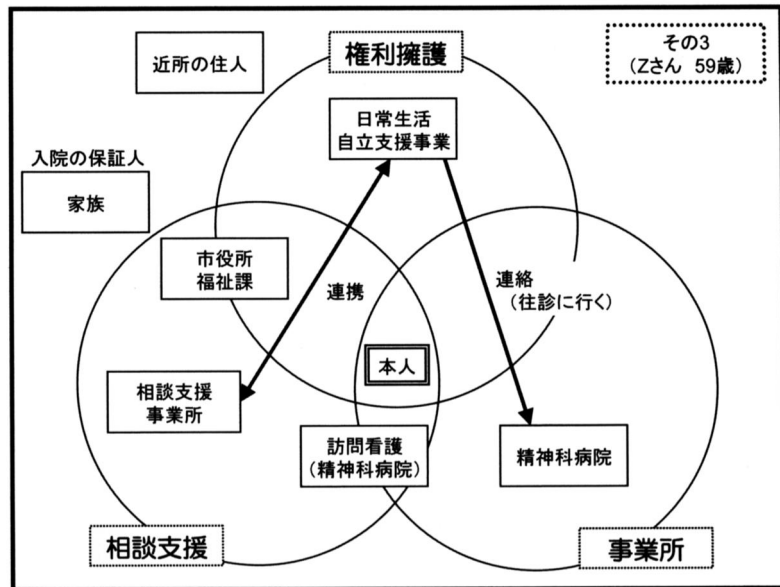 その3
(Zさん 59歳)
近所の住人
権利擁護
日常生活
自立支援事業
入院の保証人
家族
市役所
福祉課
連携
連絡
(往診に行く)
本人
相談支援
事業所
訪問看護
(精神科病院)
精神科病院
相談支援
事業所